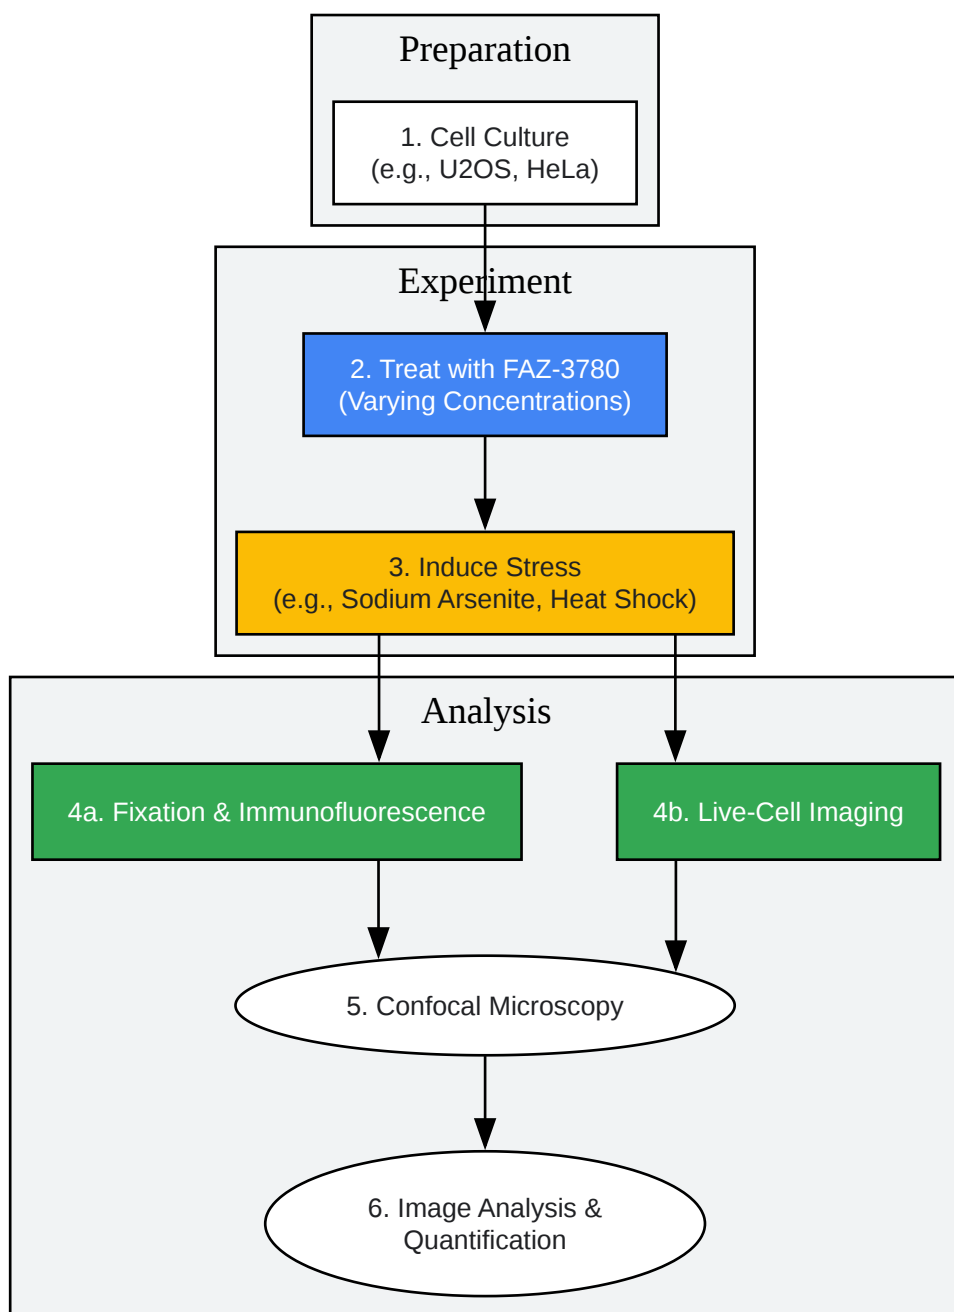 Preparation
1. Cell Culture
(e.g., U2OS, HeLa)
Experiment
2. Treat with FAZ-3780
(Varying Concentrations)
3. Induce Stress
(e.g., Sodium Arsenite, Heat Shock)
Analysis
4a. Fixation & Immunofluorescence
4b. Live-Cell Imaging
5. Confocal Microscopy
6. Image Analysis &
Quantification